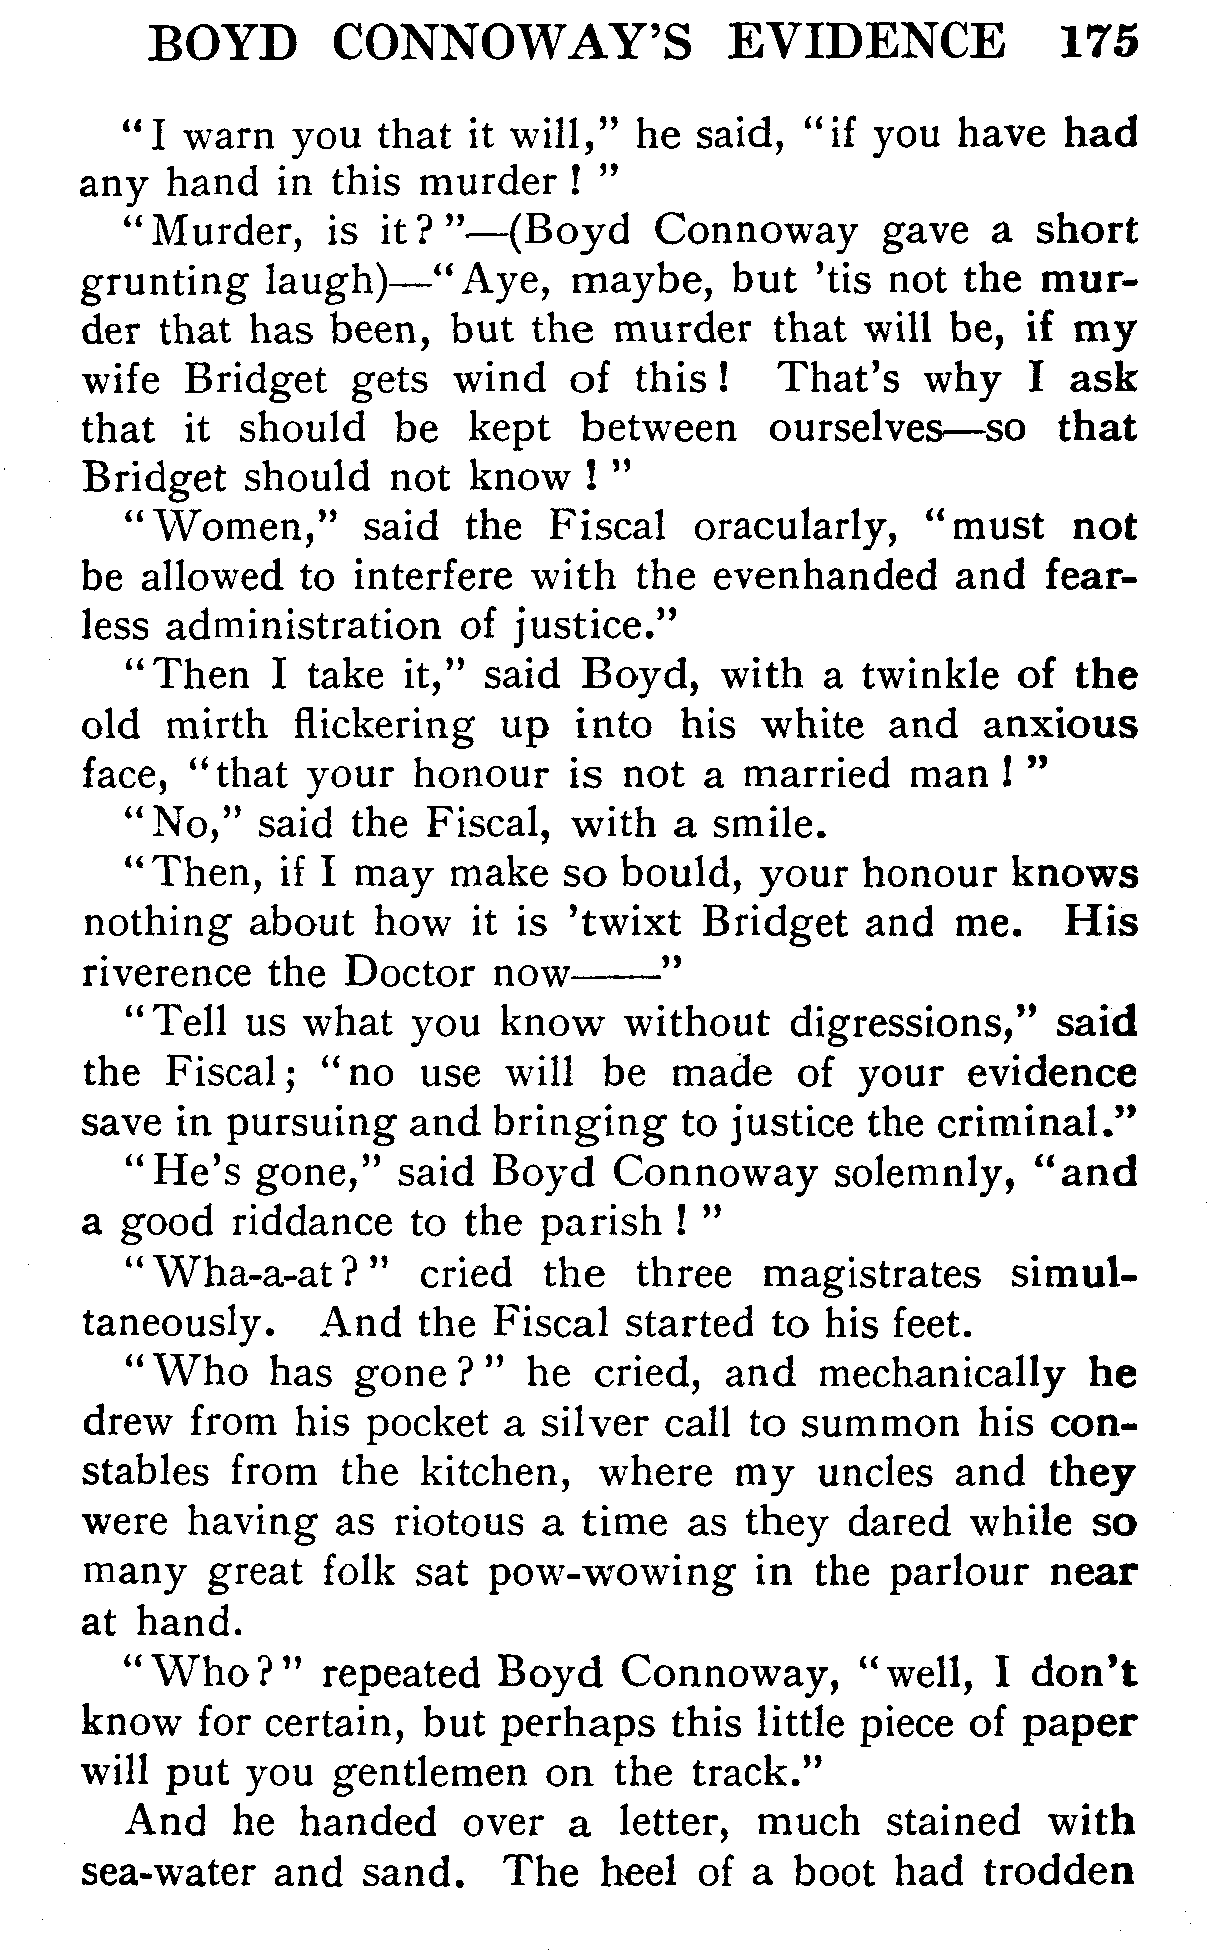 BOYD CONNOWAY'S EVIDENCE 175
"I warn you that it will," he said, "if you have had
any hand in this murder!"
"Murder, is it?"—(Boyd Connoway gave a short
grunting laugh)—"Aye, maybe, but 'tis not the mur-
der that has been, but the murder that will be, if my
wife Bridget gets wind of this! That's why I ask
that it should be kept between ourselves—so that
Bridget should not know!"
"Women," said the Fiscal oracularly, "must not
be allowed to interfere with the evenhanded and fear-
less administration of justice."
"Then I take it," said Boyd, with a twinkle of the
old mirth flickering up into his white and anxious
face, "that your honour is not a married man!"
"No," said the Fiscal, with a smile.
"Then, if I may make so bould, your honour knows
nothing about how it is 'twixt Bridget and me. His
riverence the Doctor now——"
"Tell us what you know without digressions," said
the Fiscal; "no use will be made of your evidence
save in pursuing and bringing to justice the criminal."
"He's gone," said Boyd Connoway solemnly, "and
a good riddance to the parish!"
"Wha-a-at?" cried the three magistrates simul-
taneously. And the Fiscal started to his feet.
"Who has gone?" he cried, and mechanically he
drew from his pocket a silver call to summon his con-
stables from the kitchen, where my uncles and they
were having as riotous a time as they dared while so
many great folk sat pow-wowing in the parlour near
at hand.
"Who?" repeated Boyd Connoway, "well, I don't
know for certain, but perhaps this little piece of paper
will put you gentlemen on the track."
And he handed over a letter, much stained with
sea-water and sand. The heel of a boot had trodden